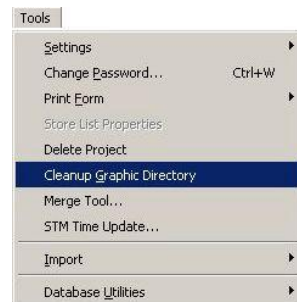 Tools
Settings
Change Password... Ctrl+W
Print Form
Store List Properties
Delete Project
Cleanup Graphic Directory
Merge Tool...
STM Time Update...
Import
Database Utilities